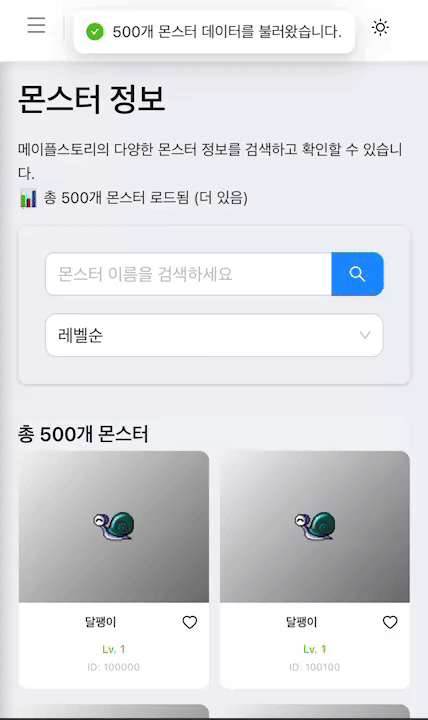 500개 몬스터 데이터를 불러왔습니다.
몬스터 정보
메이플스토리의 다양한 몬스터 정보를 검색하고 확인할 수 있습니
다.
총 500개 몬스터 로드됨 (더 있음)
몬스터 이름을 검색하세요
레벨순
총 500개 몬스터
달팽이
Lv. 1
ID: 100000
달팽이
Lv. 1
ID: 100100